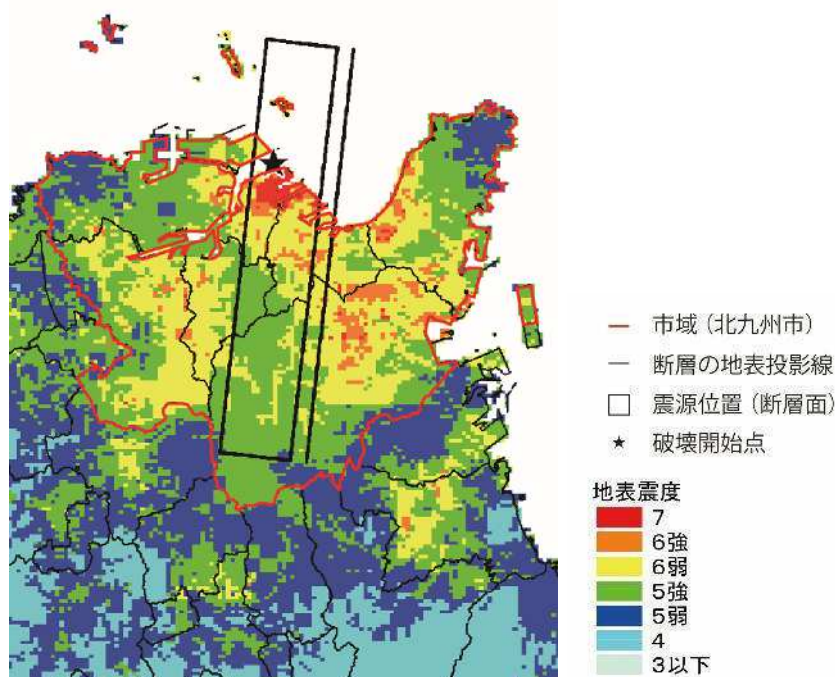 市域（北九州市）
断層の地表投影線
震源位置（断層面）
破壊開始点
地表震度
7
6強
6弱
5強
5弱
4
3以下